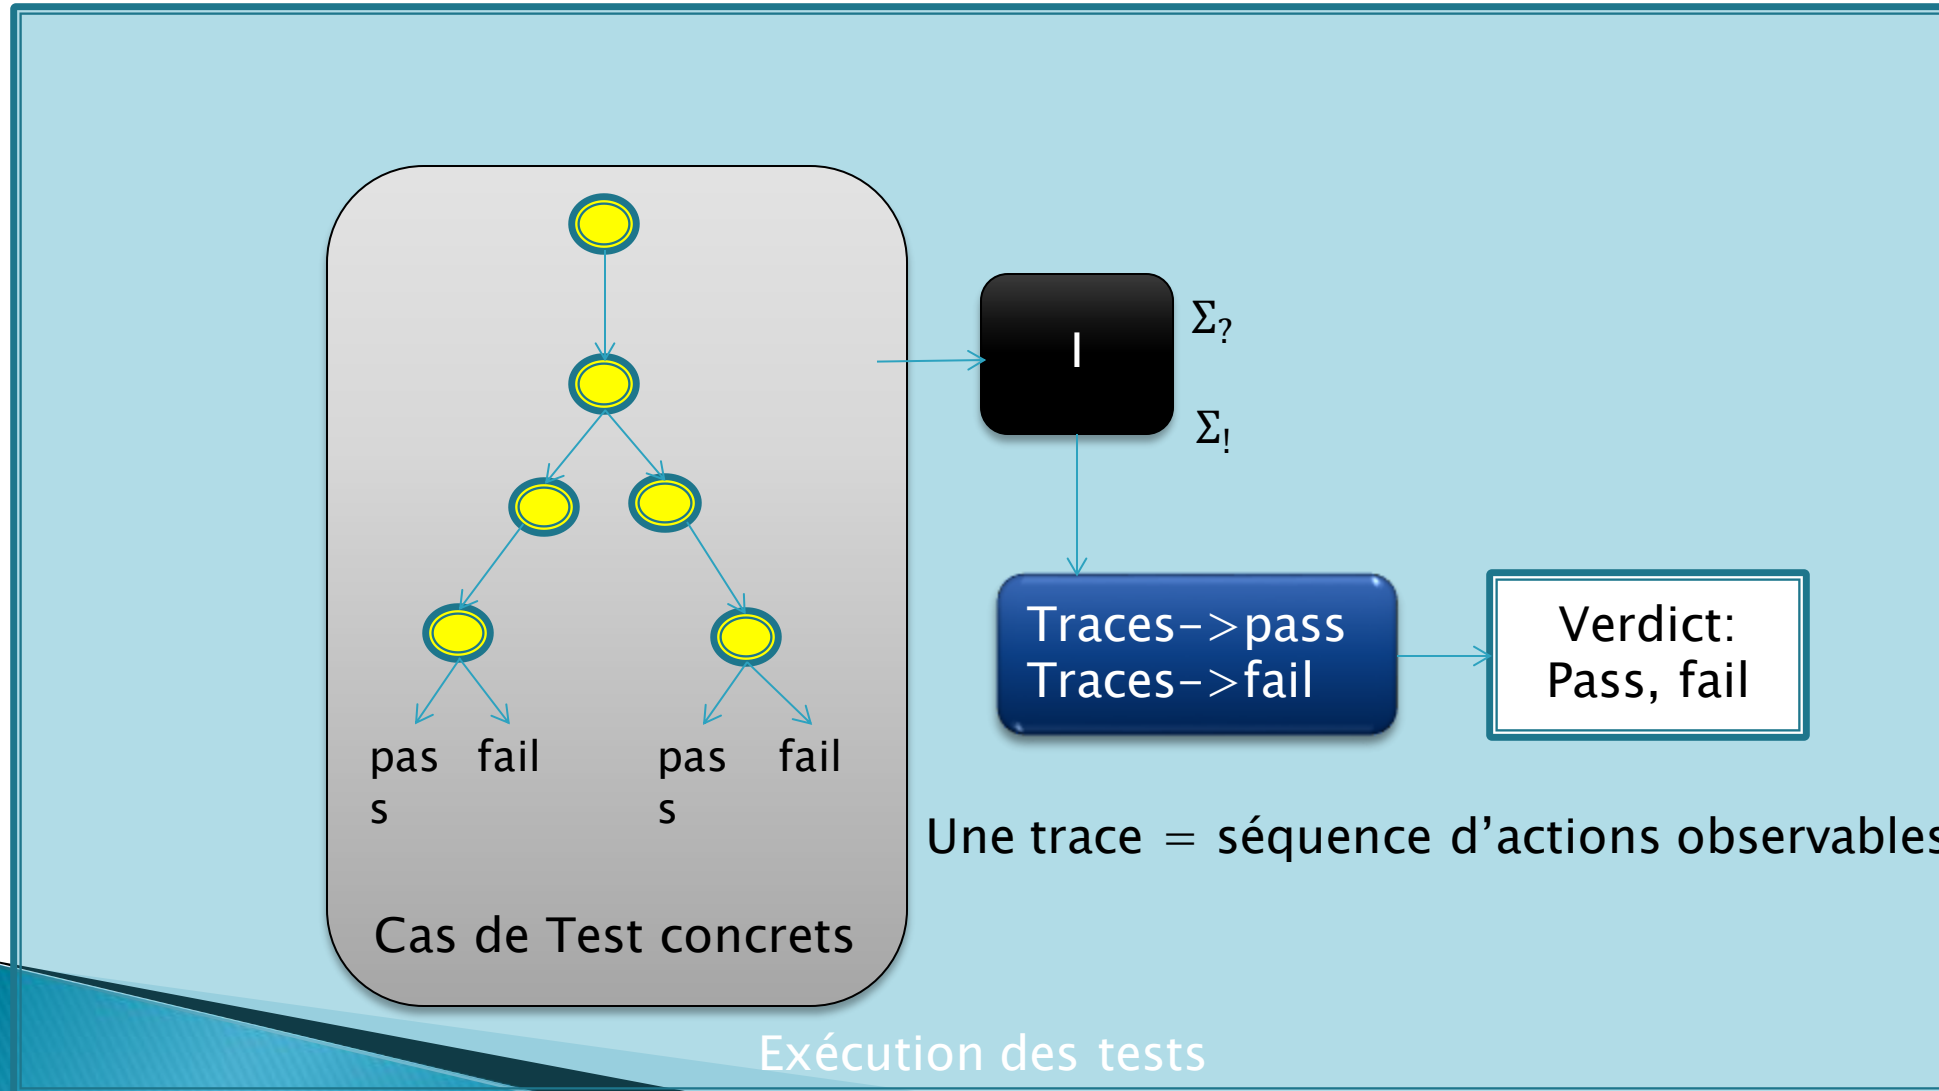 I
Σ?
Σ!
Traces->pass
Traces->fail
Verdict:
Pass, fail
pas fail pas fail
s s
Une trace = séquence d’actions observables
Cas de Test concrets
Exécution des tests